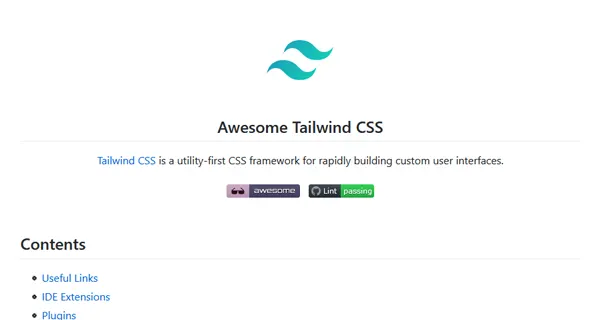 Awesome Tailwind CSS
Tailwind CSS is a utility-first CSS framework for rapidly building custom user interfaces.
awesome Lint passing
Contents
Useful Links
IDE Extensions
Plugins